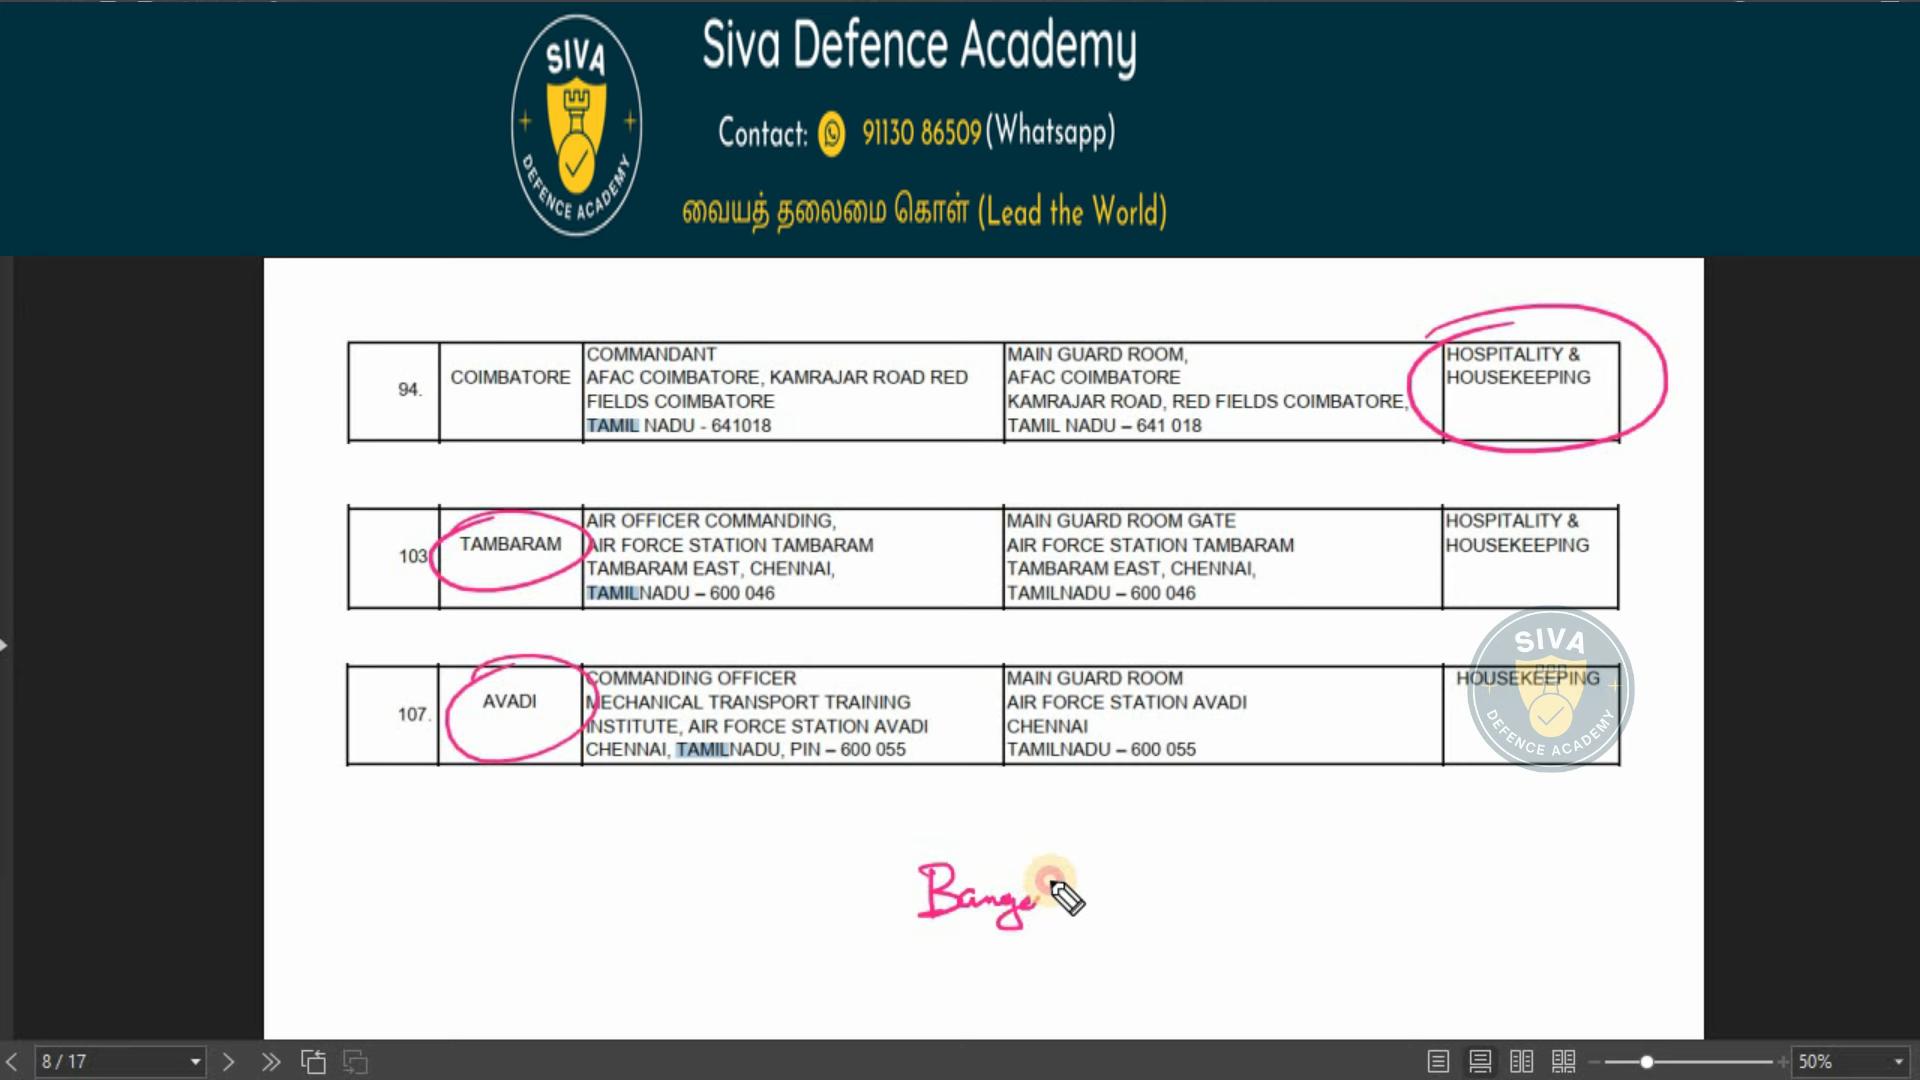 SIVA
DEFENCE ACADEMY
Siva Defence Academy
Contact: 91130 86509 (Whatsapp)
வையத் தலைமை கொள் (Lead the World)
94.
COIMBATORE
COMMANDANT
AFAC COIMBATORE, KAMRAJAR ROAD RED
FIELDS COIMBATORE
TAMIL NADU - 641018
MAIN GUARD ROOM,
AFAC COIMBATORE
KAMRAJAR ROAD, RED FIELDS COIMBATORE,
TAMIL NADU – 641 018
HOSPITALITY &
HOUSEKEEPING
103
TAMBARAM
AIR OFFICER COMMANDING,
AIR FORCE STATION TAMBARAM
TAMBARAM EAST, CHENNAI,
TAMILNADU – 600 046
MAIN GUARD ROOM GATE
AIR FORCE STATION TAMBARAM
TAMBARAM EAST, CHENNAI,
TAMILNADU – 600 046
HOSPITALITY &
HOUSEKEEPING
107.
AVADI
COMMANDING OFFICER
MECHANICAL TRANSPORT TRAINING
INSTITUTE, AIR FORCE STATION AVADI
CHENNAI, TAMILNADU, PIN – 600 055
MAIN GUARD ROOM
AIR FORCE STATION AVADI
CHENNAI
TAMILNADU – 600 055
HOUSEKEEPING
SIVA
DEFENCE ACADEMY
8 / 17
50%